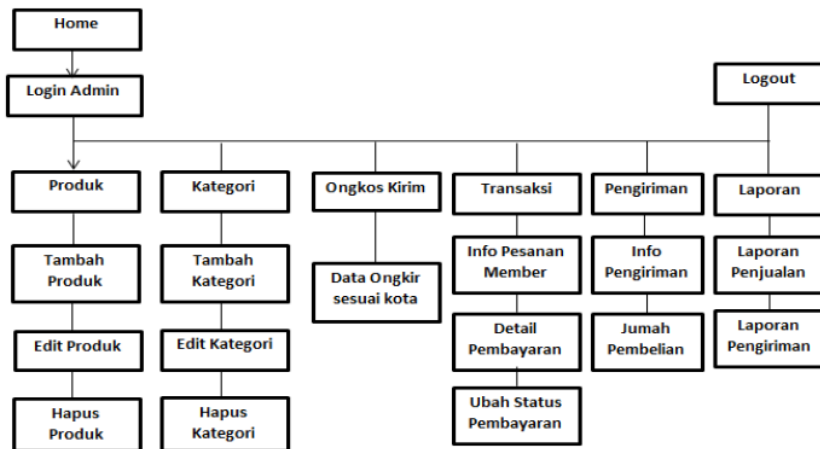 Home
Login Admin
Logout
Produk
Kategori
Ongkos Kirim
Transaksi
Pengiriman
Laporan
Tambah
Produk
Tambah
Kategori
Data Ongkir
sesuai kota
Info Pesanan
Member
Info
Pengiriman
Laporan
Penjualan
Edit Produk
Edit Kategori
Detail
Pembayaran
Jumah
Pembelian
Laporan
Pengiriman
Hapus
Produk
Hapus
Kategori
Ubah Status
Pembayaran